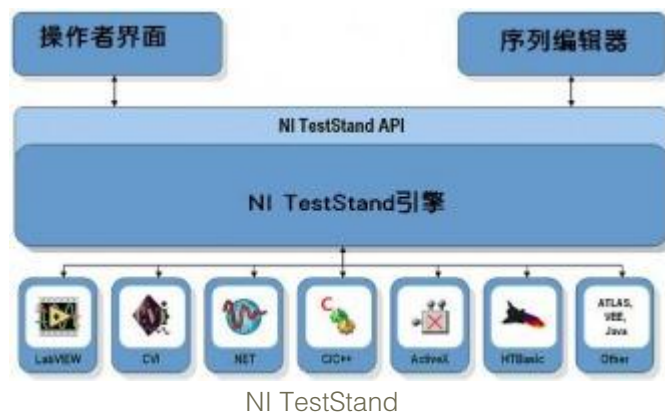 操作者界面
序列编辑器
NI TestStand API
NI TestStand引擎
LabVIEW
CVI
NET
C
C/C++
ActiveX
HTBasic
ATLAS,
VEE,
Java
Other
NI TestStand